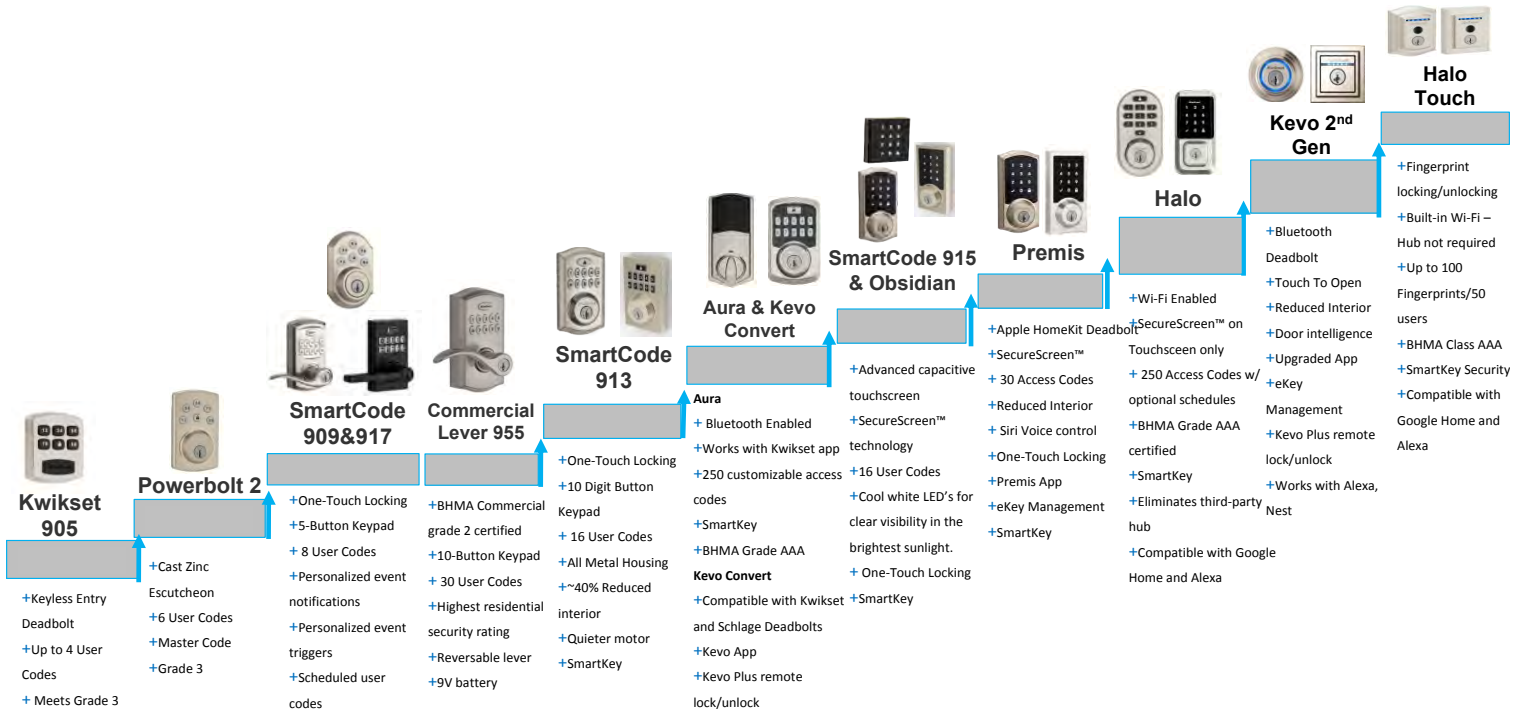 Kwikset
905
+Keyless Entry
Deadbolt
+Up to 4 User
Codes
+ Meets Grade 3
Powerbolt 2
+Cast Zinc
Escutcheon
+6 User Codes
+Master Code
+Grade 3
SmartCode
909&917
+One-Touch Locking
+5-Button Keypad
+ 8 User Codes
+Personalized event
notifications
+Personalized event
triggers
+Scheduled user
codes
Commercial
Lever 955
+BHMA Commercial
grade 2 certified
+10-Button Keypad
+ 30 User Codes
+Highest residential
security rating
+Reversable lever
+9V battery
SmartCode
913
+One-Touch Locking
+10 Digit Button
Keypad
+ 16 User Codes
+All Metal Housing
+~40% Reduced
interior
+Quieter motor
+SmartKey
Aura & Kevo
Convert
Aura
+ Bluetooth Enabled
+Works with Kwikset app
+250 customizable access
codes
+SmartKey
+BHMA Grade AAA
Kevo Convert
+Compatible with Kwikset
and Schlage Deadbolts
+Kevo App
+Kevo Plus remote
lock/unlock
SmartCode 915
& Obsidian
+Advanced capacitive
touchscreen
+SecureScreen™
technology
+16 User Codes
+Cool white LED's for
clear visibility in the
brightest sunlight.
+ One-Touch Locking
+SmartKey
Premis
+Apple HomeKit Deadbolt
+SecureScreen™
+ 30 Access Codes
+Reduced Interior
+ Siri Voice control
+One-Touch Locking
+Premis App
+eKey Management
+SmartKey
Halo
+Wi-Fi Enabled
+SecureScreen™ on
Touchsceen only
+ 250 Access Codes w/
optional schedules
+BHMA Grade AAA
certified
+SmartKey
+Eliminates third-party
hub
+Compatible with Google
Home and Alexa
Kevo 2nd
Gen
+Bluetooth
Deadbolt
+Touch To Open
+Reduced Interior
+Door intelligence
+Upgraded App
+eKey
Management
+Kevo Plus remote
lock/unlock
+Works with Alexa,
Nest
Halo
Touch
+Fingerprint
locking/unlocking
+Built-in Wi-Fi –
Hub not required
+Up to 100
Fingerprints/50
users
+BHMA Class AAA
+SmartKey Security
+Compatible with
Google Home and
Alexa